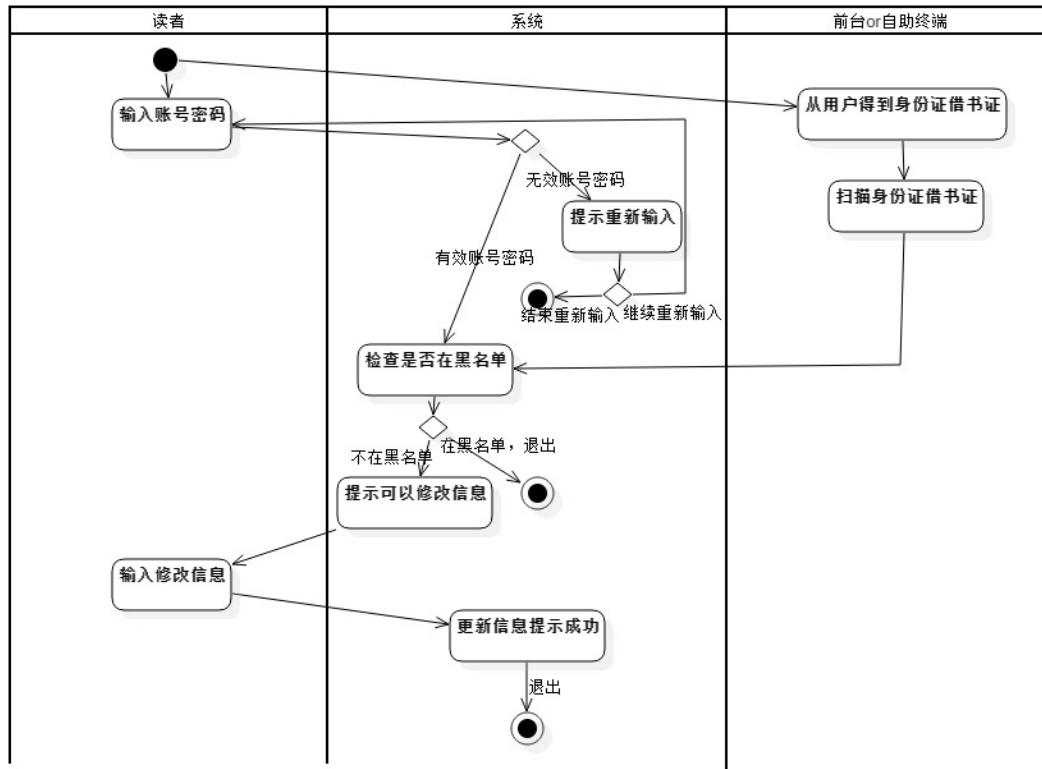 读者
系统
前台or自助终端
输入账号密码
从用户得到身份证借书证
无效账号密码
扫描身份证借书证
提示重新输入
有效账号密码
结束重新输入
继续重新输入
检查是否在黑名单
在黑名单，退出
不在黑名单
提示可以修改信息
输入修改信息
更新信息提示成功
退出